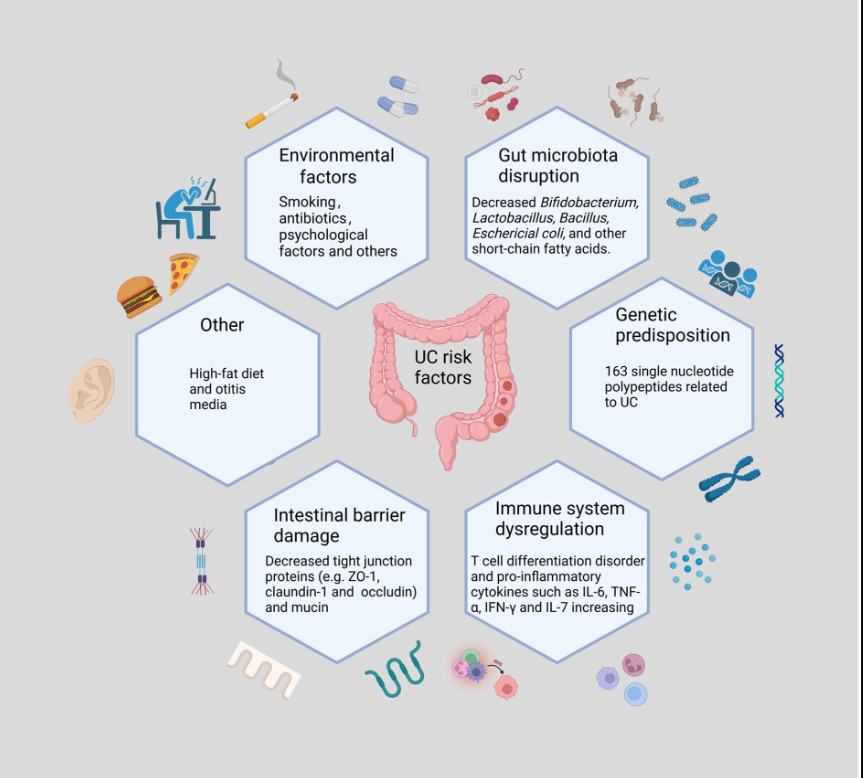 Environmental
factors
Smoking,
antibiotics,
psychological
factors and others
Gut microbiota
disruption
Decreased Bifidobacterium,
Lactobacillus, Bacillus,
Eschericial coli, and other
short-chain fatty acids.
Other
High-fat diet
and otitis
media
UC risk
factors
Genetic
predisposition
163 single nucleotide
polypeptides related
to UC
Intestinal barrier
damage
Decreased tight junction
proteins (e.g. ZO-1,
claundin-1 and occludin)
and mucin
Immune system
dysregulation
T cell differentiation disorder
and pro-inflammatory
cytokines such as IL-6, TNF-
α, IFN-γ and IL-7 increasing
ROS